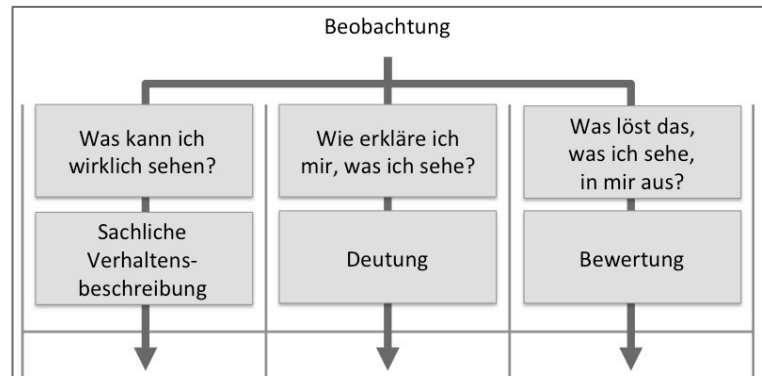 Beobachtung
Was kann ich
wirklich sehen?
Wie erkläre ich
mir, was ich sehe?
Was löst das,
was ich sehe,
in mir aus?
Sachliche
Verhaltens-
beschreibung
Deutung
Bewertung